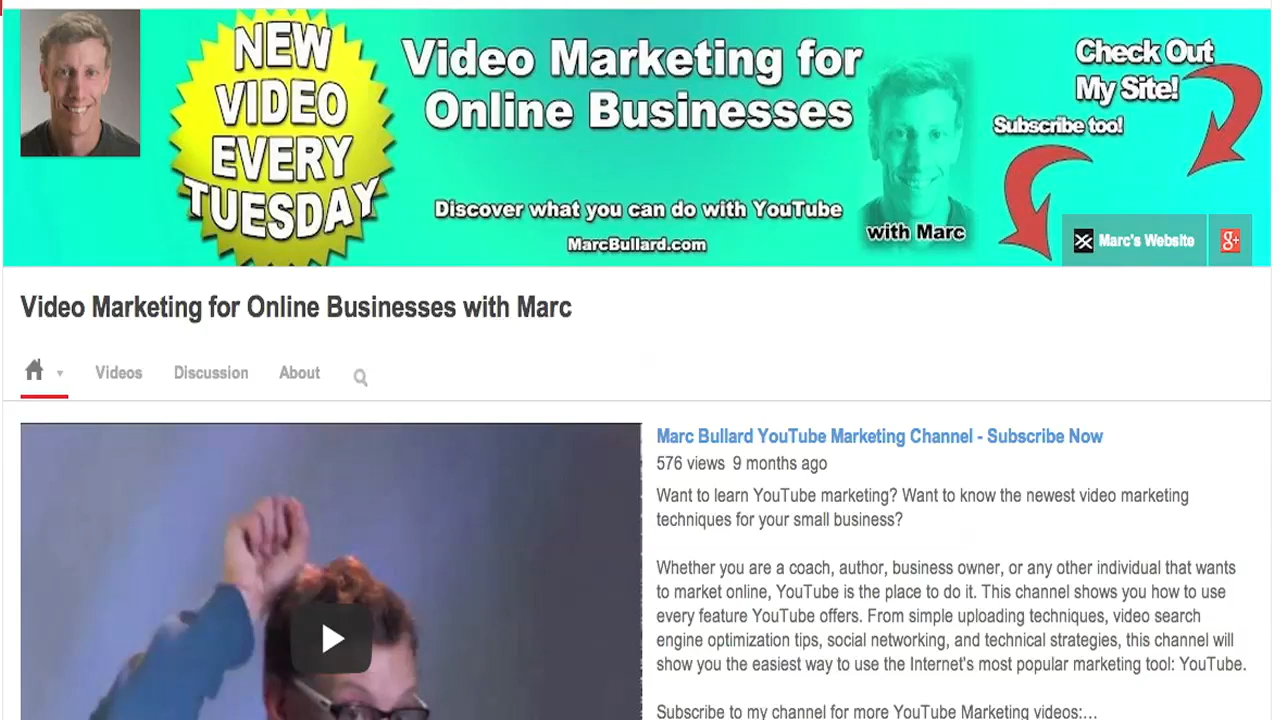 NEW
VIDEO
EVERY
TUESDAY
Video Marketing for
Online Businesses
Discover what you can do with YouTube
MarcBullard.com
with Marc
Check Out
My Site!
Subscribe too!
Marc's Website
g+
Video Marketing for Online Businesses with Marc
Videos Discussion About
Marc Bullard YouTube Marketing Channel - Subscribe Now
576 views 9 months ago
Want to learn YouTube marketing? Want to know the newest video marketing
techniques for your small business?
Whether you are a coach, author, business owner, or any other individual that wants
to market online, YouTube is the place to do it. This channel shows you how to use
every feature YouTube offers. From simple uploading techniques, video search
engine optimization tips, social networking, and technical strategies, this channel will
show you the easiest way to use the Internet's most popular marketing tool: YouTube.
Subscribe to my channel for more YouTube Marketing videos:…